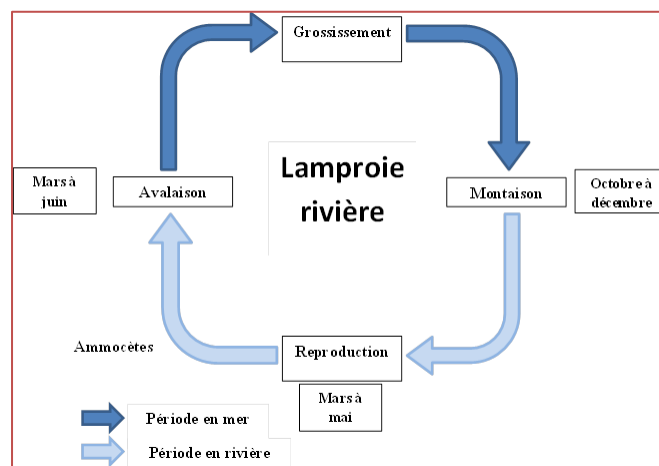 Grossissement
Lamproie
rivière
Mars à
juin
Avalaison
Montaison
Octobre à
décembre
Ammocètes
Reproduction
Mars à
mai
Période en mer
Période en rivière